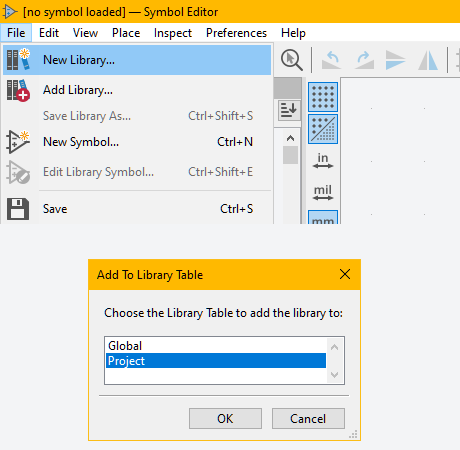 [no symbol loaded] — Symbol Editor
File Edit View Place Inspect Preferences Help
New Library...
Add Library...
Save Library As... Ctrl+Shift+S
New Symbol... Ctrl+N
Edit Library Symbol... Ctrl+Shift+E
Save Ctrl+S
in
mil
mm
Add To Library Table
Choose the Library Table to add the library to:
Global
Project
OK Cancel